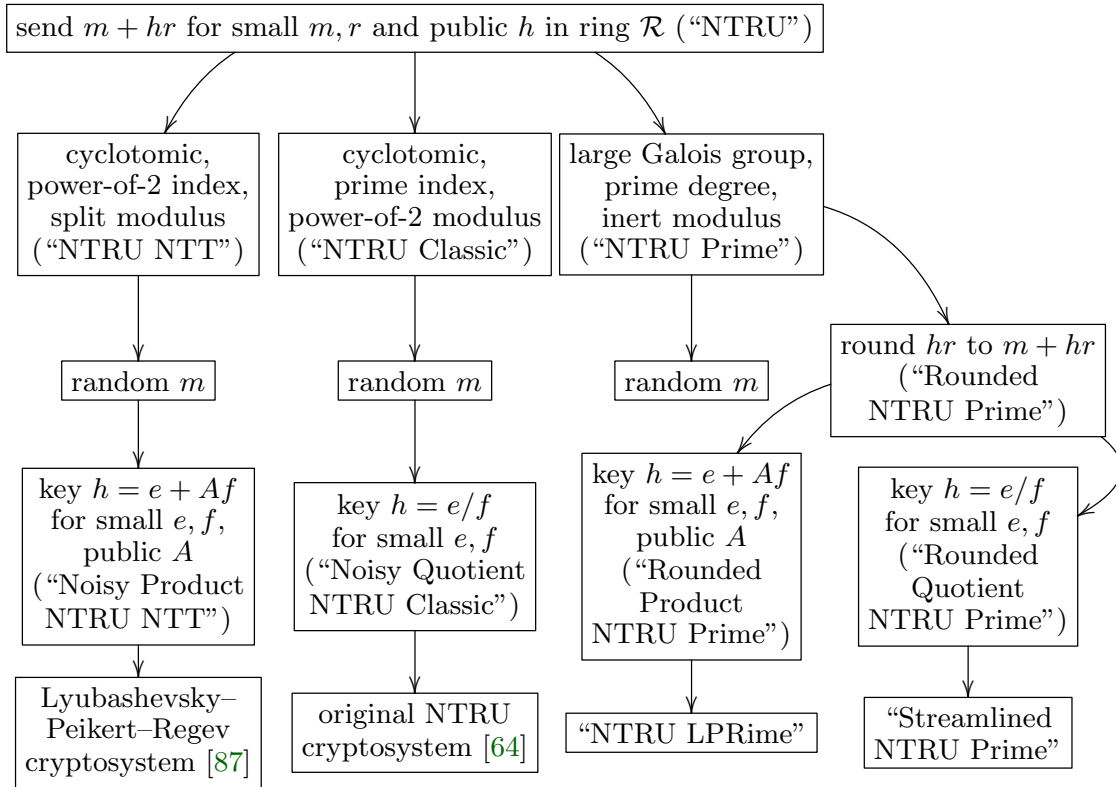 send m + hr for small m, r and public h in ring ℛ (“NTRU”)
cyclotomic,
power-of-2 index,
split modulus
(“NTRU NTT”)
cyclotomic,
prime index,
power-of-2 modulus
(“NTRU Classic”)
large Galois group,
prime degree,
inert modulus
(“NTRU Prime”)
random m
random m
random m
round hr to m + hr
(“Rounded
NTRU Prime”)
key h = e + Af
for small e, f,
public A
(“Noisy Product
NTRU NTT”)
key h = e/f
for small e, f
(“Noisy Quotient
NTRU Classic”)
key h = e + Af
for small e, f,
public A
(“Rounded
Product
NTRU Prime”)
key h = e/f
for small e, f
(“Rounded
Quotient
NTRU Prime”)
Lyubashevsky–
Peikert–Regev
cryptosystem [87]
original NTRU
cryptosystem [64]
“NTRU LPRime”
“Streamlined
NTRU Prime”